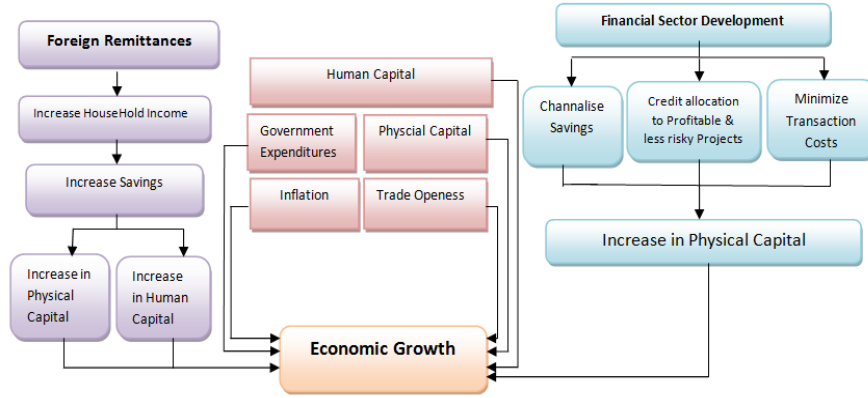 Foreign Remittances
Increase HouseHold Income
Increase Savings
Increase in
Physical
Capital
Increase
in Human
Capital
Human Capital
Government
Expenditures
Physcial Capital
Inflation
Trade Openess
Economic Growth
Financial Sector Development
Channalise
Savings
Credit allocation
to Profitable &
less risky Projects
Minimize
Transaction
Costs
Increase in Physical Capital